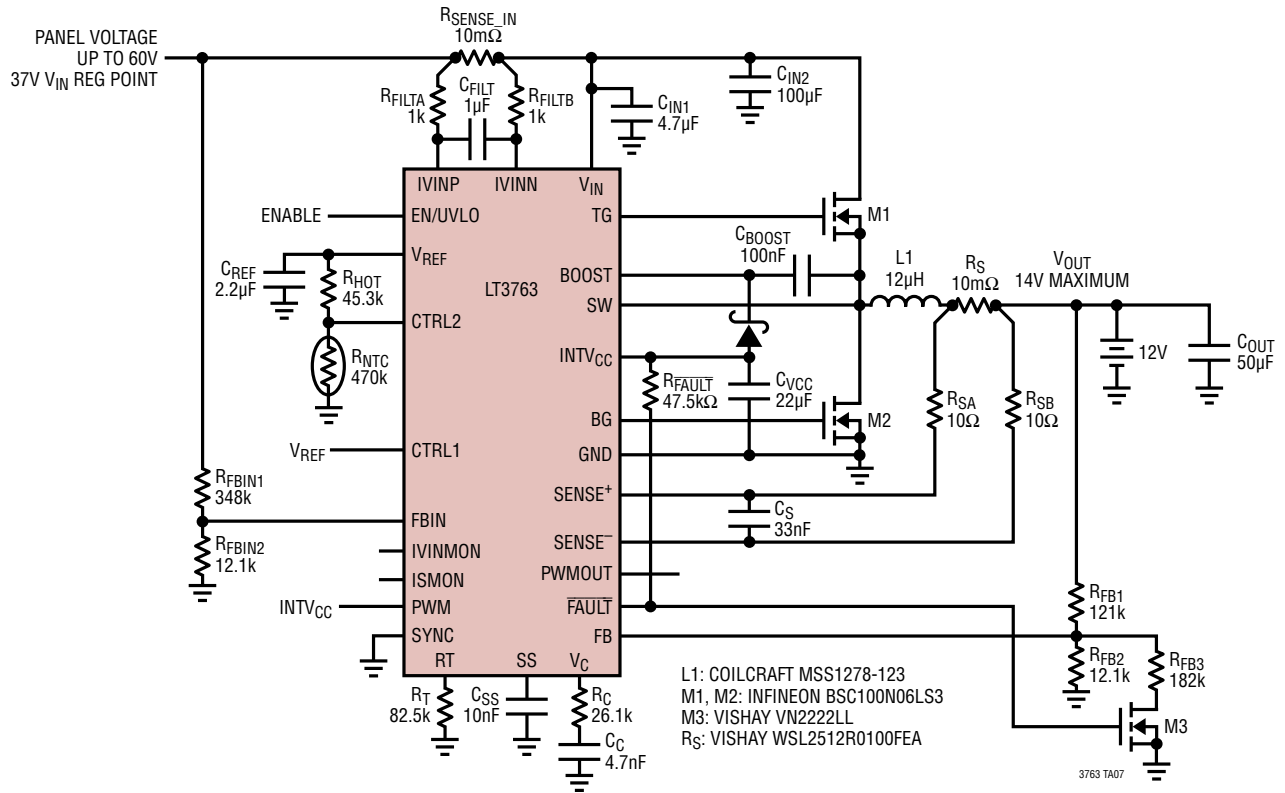 PANEL VOLTAGE
UP TO 60V
37V VIN REG POINT
RSENSE_IN
10mΩ
RFILTA
1k
CFILT
1µF
RFILTB
1k
CIN1
4.7µF
CIN2
100µF
IVINP
IVINN
VIN
ENABLE
EN/UVLO
TG
M1
CREF
2.2µF
VREF
RHOT
45.3k
LT3763
BOOST
CBOOST
100nF
SW
L1
12µH
RS
10mΩ
VOUT
14V MAXIMUM
CTRL2
RNTC
470k
INTVCC
RFAULT
47.5kΩ
CVCC
22µF
12V
COUT
50µF
BG
M2
RSA
10Ω
RSB
10Ω
VREF
CTRL1
GND
RFBIN1
348k
SENSE+
CS
33nF
FBIN
RFBIN2
12.1k
SENSE–
IVINMON
ISMON
PWMOUT
INTVCC
PWM
FAULT
RFB1
121k
SYNC
FB
RT
SS
VC
RFB2
12.1k
RFB3
182k
RT
82.5k
CSS
10nF
RC
26.1k
CC
4.7nF
L1: COILCRAFT MSS1278-123
M1, M2: INFINEON BSC100N06LS3
M3: VISHAY VN2222LL
RS: VISHAY WSL2512R0100FEA
M3
3763 TA07